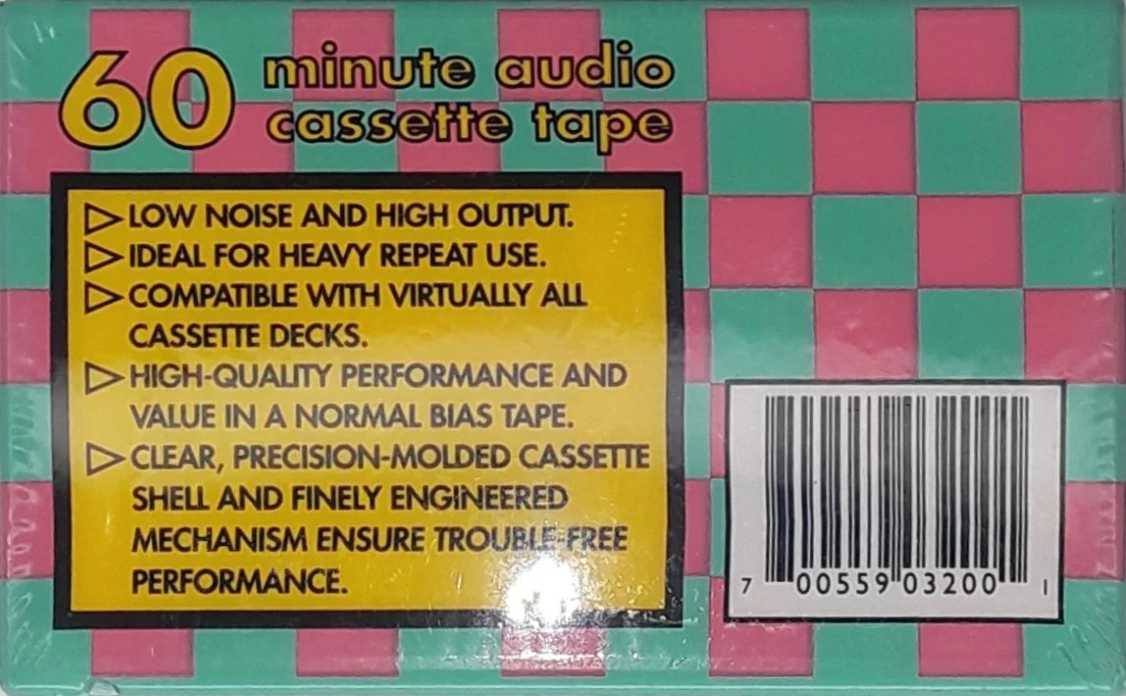 60 minute audio
cassette tape
LOW NOISE AND HIGH OUTPUT.
IDEAL FOR HEAVY REPEAT USE.
COMPATIBLE WITH VIRTUALLY ALL
CASSETTE DECKS.
HIGH-QUALITY PERFORMANCE AND
VALUE IN A NORMAL BIAS TAPE.
CLEAR, PRECISION-MOLDED CASSETTE
SHELL AND FINELY ENGINEERED
MECHANISM ENSURE TROUBLE-FREE
PERFORMANCE.
7 00559 03200 1